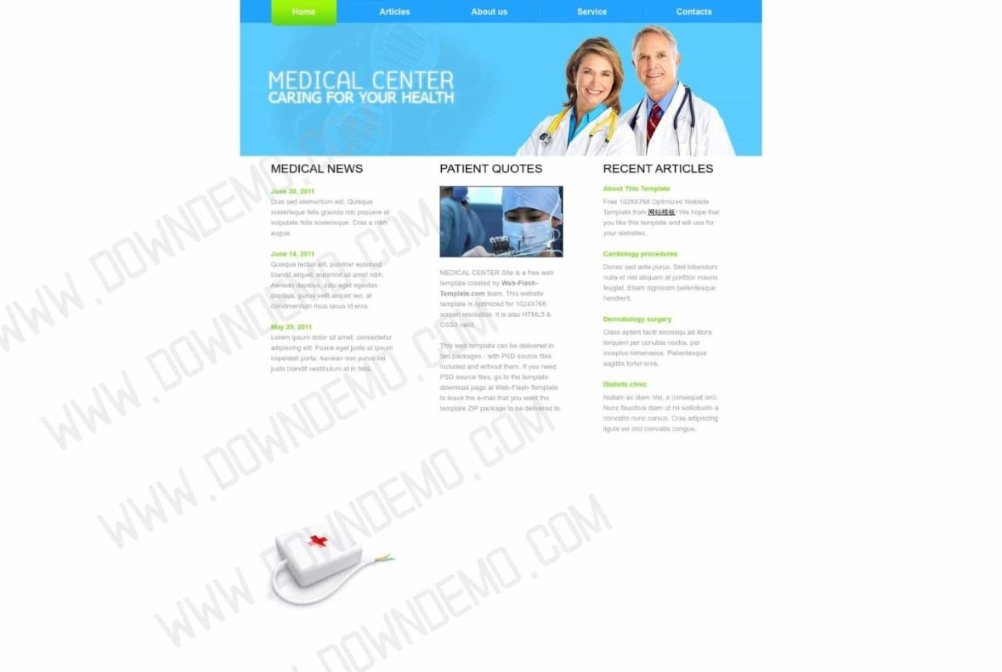 Home Articles About us Service Contacts
MEDICAL CENTER
CARING FOR YOUR HEALTH
MEDICAL NEWS
June 30, 2011
Duis sed elementum est. Quisque
scelerisque felis gravida nisi posuere at
vulputate felis scelerisque. Cras a nibh
augue.
June 14, 2011
Quisque lectus est, pulvinar euismod
blandit aliquet, euismod sit amet nibh.
Aenean dapibus, odio eget egestas
dapibus, purus velit aliquet leo, at
condimentum risus lacus id eros
May 29, 2011
Lorem ipsum dolor sit amet, consectetur
adipiscing elit. Fusce eget justo at ipsum
imperdiet porta. Aenean non purus vel
justo blandit vestibulum at in felis.
PATIENT QUOTES
MEDICAL CENTER Site is a free web
template created by Web-Flash-
Template.com team. This website
template is optimized for 1024X768
screen resolution. It is also HTML5 &
CSS3 valid.
This web template can be delivered in
two packages - with PSD source files
included and without them. If you need
PSD source files, go to the template
download page at Web-Flash-Template
to leave the e-mail that you want the
template ZIP package to be delivered to.
RECENT ARTICLES
About This Template
Free 1028X768 Optimized Website
Template from 网站模板! We hope that
you like this template and will use for
your websites.
Cardiology procedures
Donec sed ante purus. Sed bibendum
nulla et nisi aliquam at porttitor mauris
feugiat. Etiam dignissim pellentesque
hendrerit.
Dermatology surgery
Class aptent taciti sociosqu ad litora
torquent per conubia nostra, per
inceptos himenaeos. Pellentesque
sagittis tortor eros.
Diabets clinic
Nullam ac diam nisl, a consequat orci.
Nunc faucibus diam ut mi sollicitudin a
convallis nunc cursus. Cras adipiscing
ligula vel orci convallis congue.
WWW.DOWNDEMO.COM
WWW.DOWNDEMO.COM
WWW.DOWNDEMO.COM
WWW.DOWNDEMO.COM
WWW.DOWNDEMO.COM
.DOWNDEMO.COM